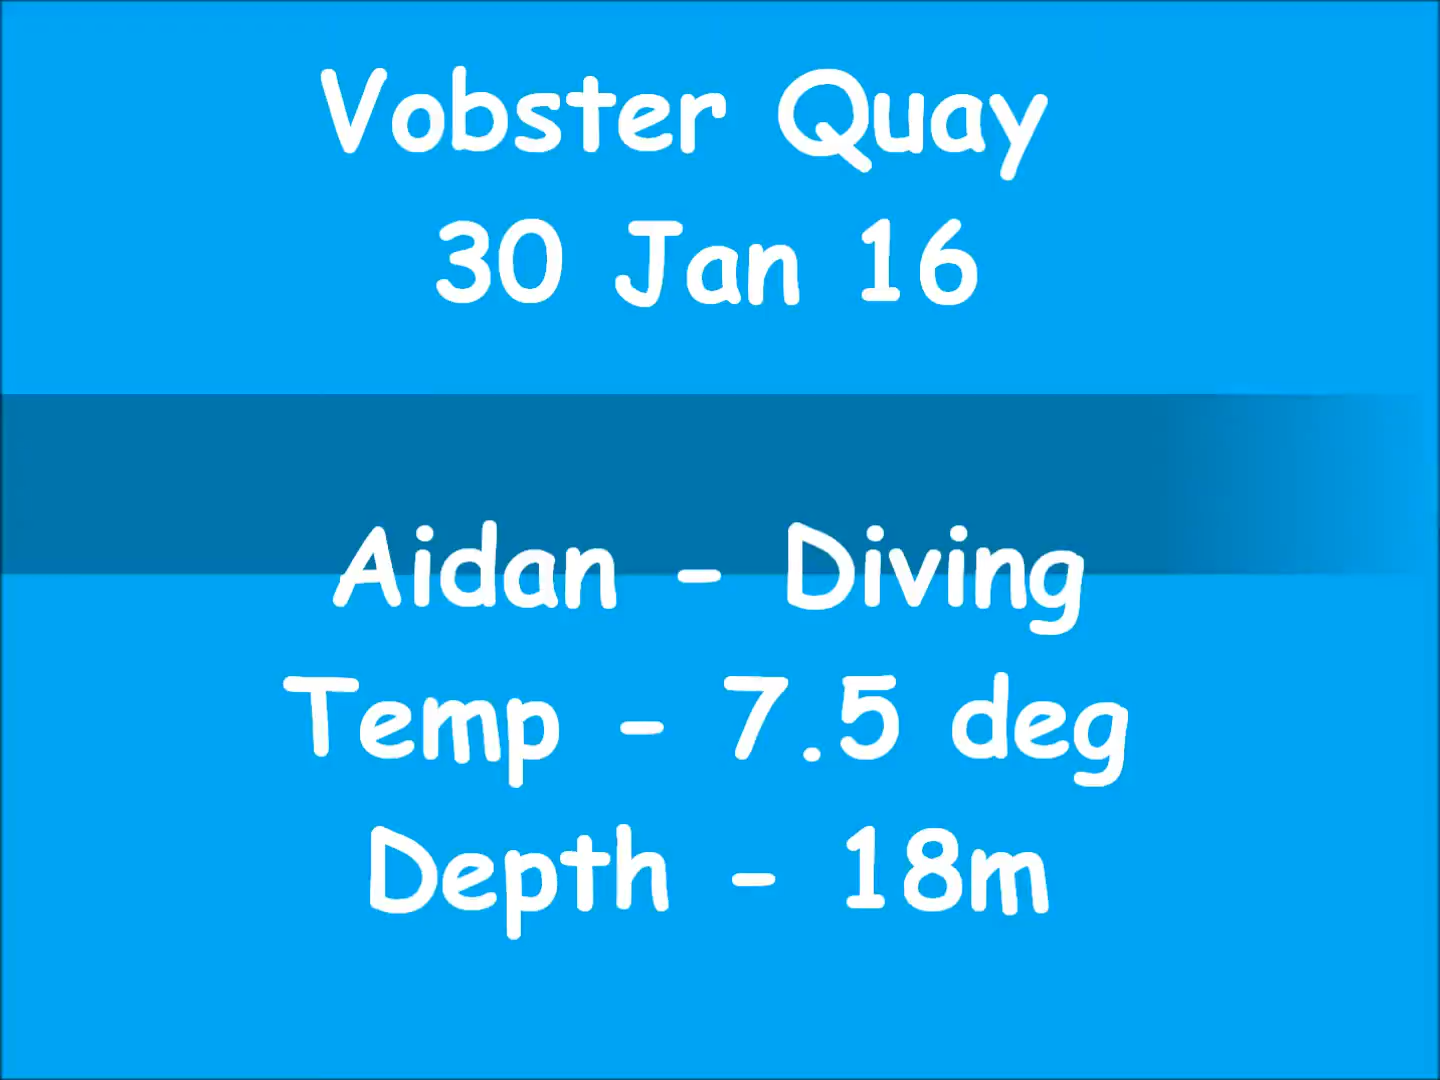 Vobster Quay
30 Jan 16
Aidan - Diving
Temp - 7.5 deg
Depth - 18m